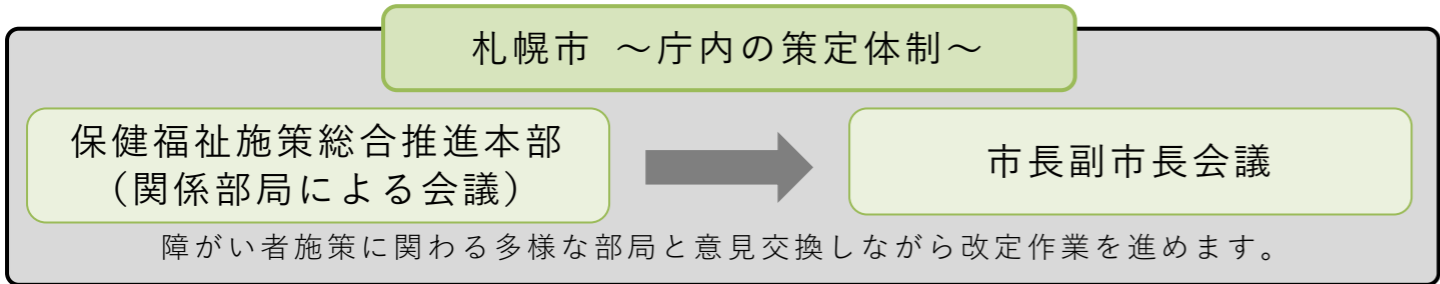 札幌市 ～庁内の策定体制～
保健福祉施策総合推進本部
（関係部局による会議）
市長副市長会議
障がい者施策に関わる多様な部局と意見交換しながら改定作業を進めます。